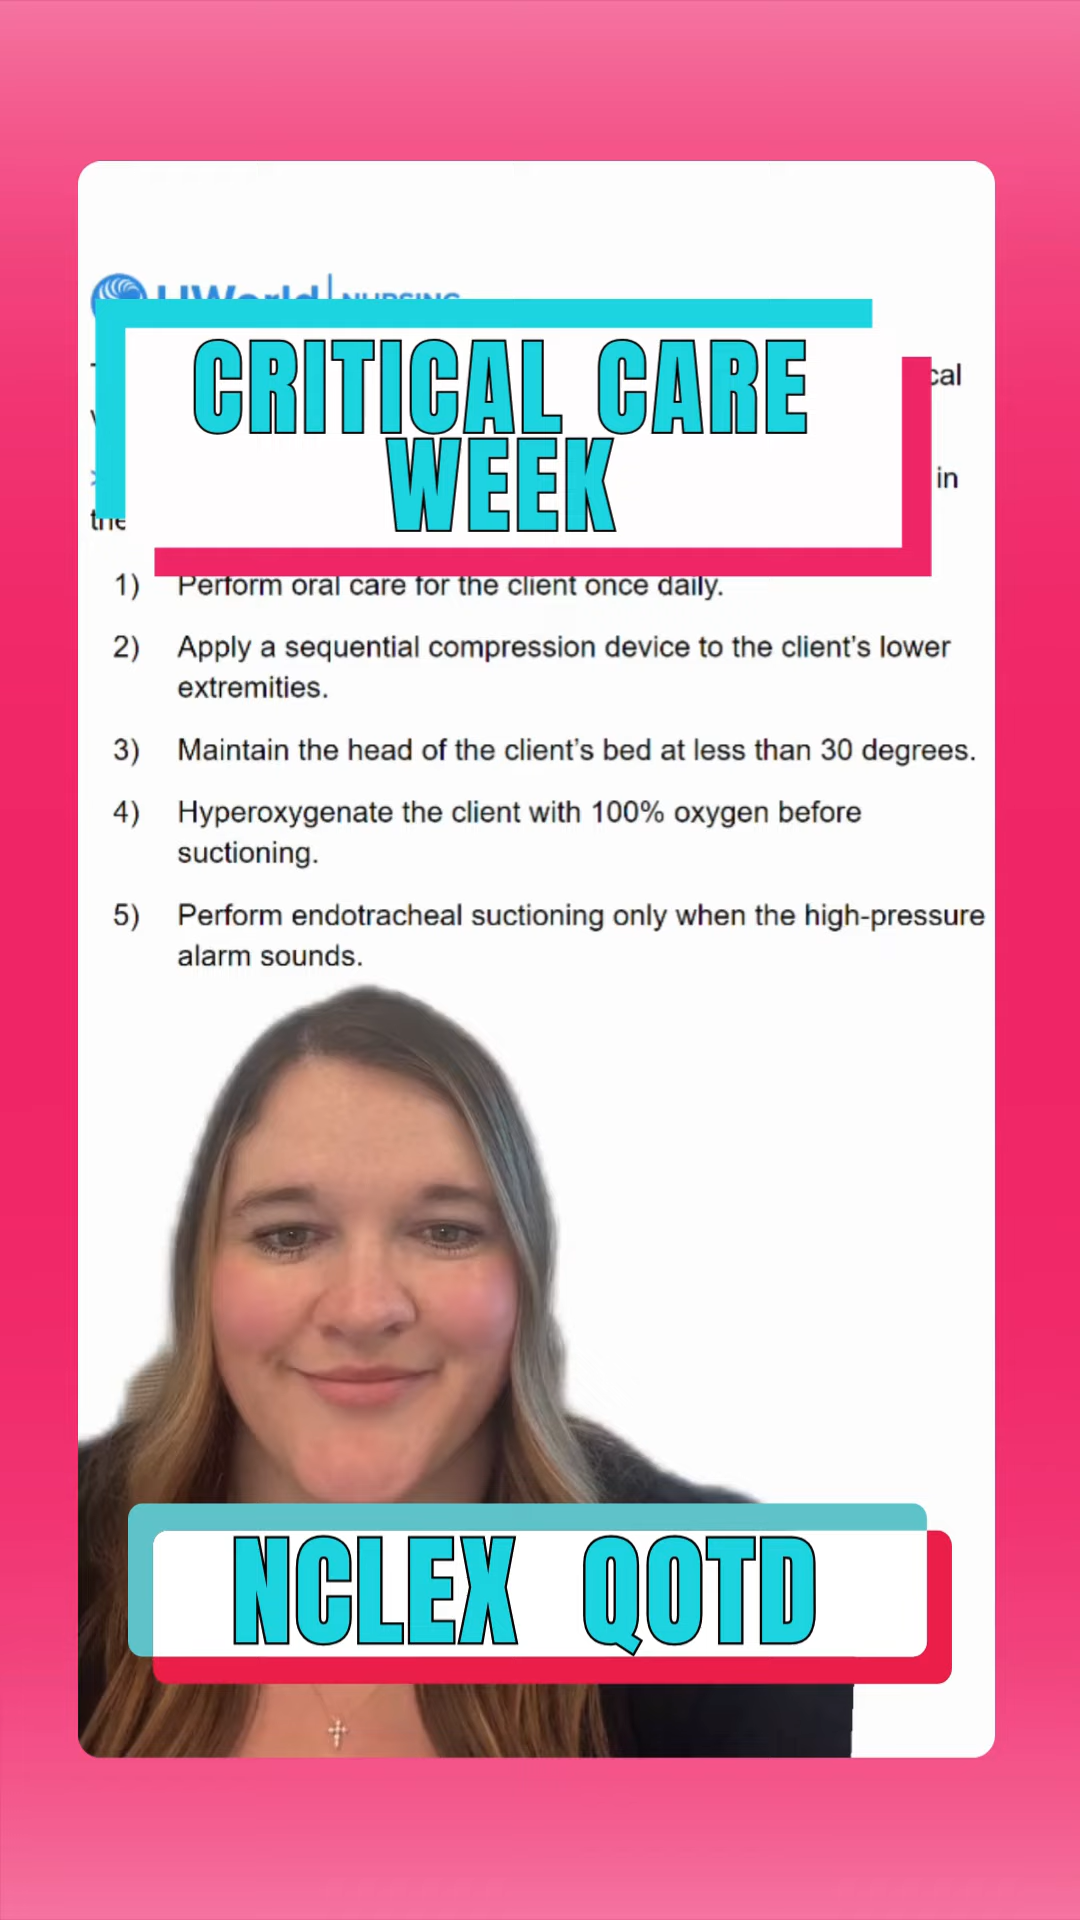 UWorld | NURSING
CRITICAL CARE
WEEK
cal
in
the
1) Perform oral care for the client once daily.
2) Apply a sequential compression device to the client's lower
extremities.
3) Maintain the head of the client's bed at less than 30 degrees.
4) Hyperoxygenate the client with 100% oxygen before
suctioning.
5) Perform endotracheal suctioning only when the high-pressure
alarm sounds.
NCLEX QOTD